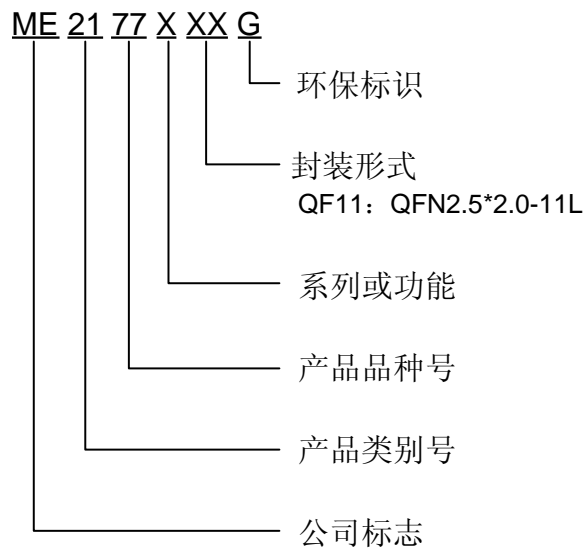 ME 21 77 X XX G
环保标识
封装形式
QF11：QFN2.5*2.0-11L
系列或功能
产品品种号
产品类别号
公司标志